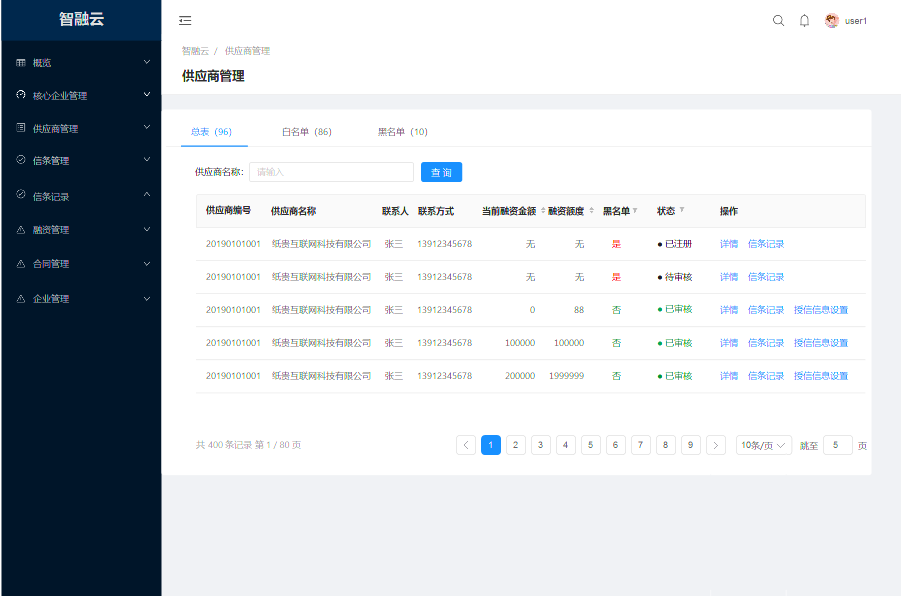 智融云
user1
概览
核心企业管理
供应商管理
信条管理
信条记录
融资管理
合同管理
企业管理
智融云 / 供应商管理
供应商管理
总表 (96) 白名单 (86) 黑名单 (10)
供应商名称: 请输入 查 询
供应商编号 供应商名称 联系人 联系方式 当前融资金额 融资额度 黑名单 状态 操作
20190101001 纸贵互联网科技有限公司 张三 13912345678 无 无 是 已注册 详情 信条记录
20190101001 纸贵互联网科技有限公司 张三 13912345678 无 无 是 待审核 详情 信条记录
20190101001 纸贵互联网科技有限公司 张三 13912345678 0 88 否 已审核 详情 信条记录 授信信息设置
20190101001 纸贵互联网科技有限公司 张三 13912345678 100000 100000 否 已审核 详情 信条记录 授信信息设置
20190101001 纸贵互联网科技有限公司 张三 13912345678 200000 1999999 否 已审核 详情 信条记录 授信信息设置
共 400 条记录 第 1 / 80 页 1 2 3 4 5 6 7 8 9 10条/页 跳至 5 页